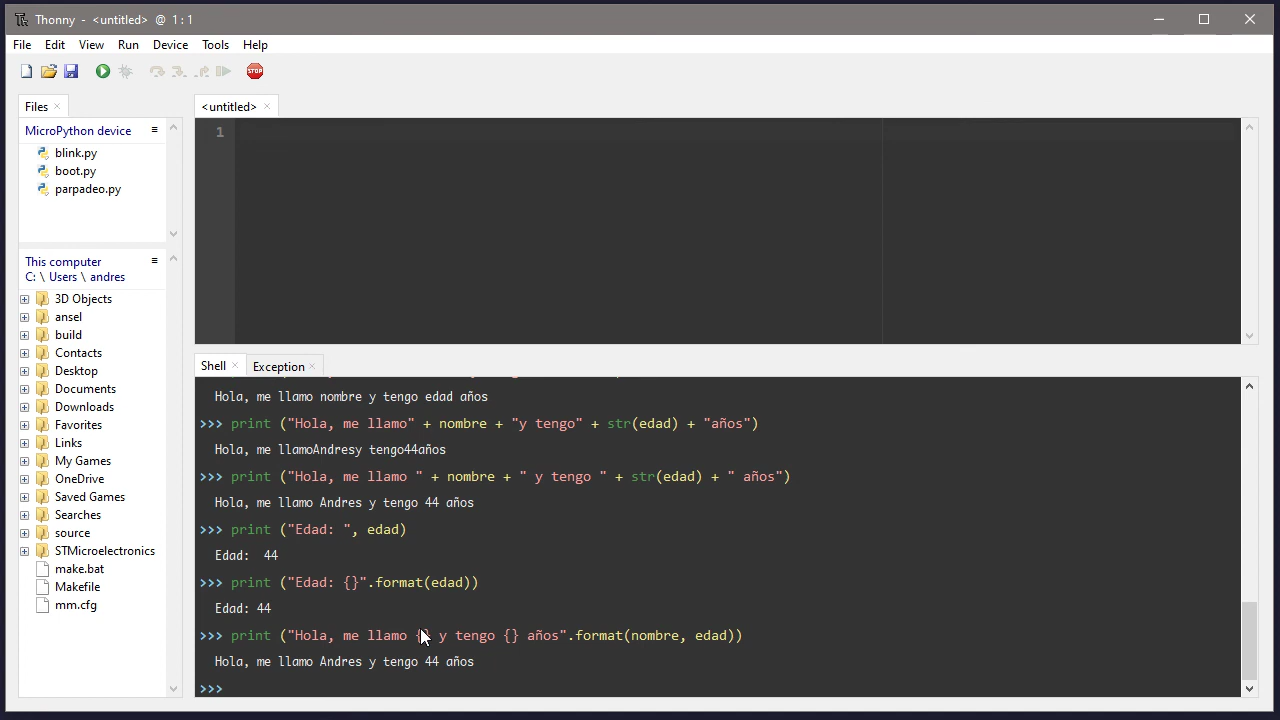 Thonny - <untitled> @ 1:1
File Edit View Run Device Tools Help
STOP
Files
<untitled>
MicroPython device
1
blink.py
boot.py
parpadeo.py
This computer
C: \ Users \ andres
3D Objects
ansel
build
Contacts
Desktop
Documents
Downloads
Favorites
Links
My Games
OneDrive
Saved Games
Searches
source
STMicroelectronics
make.bat
Makefile
mm.cfg
Shell Exception
Hola, me llamo nombre y tengo edad años
>>> print ("Hola, me llamo" + nombre + "y tengo" + str(edad) + "años")
Hola, me llamoAndresy tengo44años
>>> print ("Hola, me llamo " + nombre + " y tengo " + str(edad) + " años")
Hola, me llamo Andres y tengo 44 años
>>> print ("Edad: ", edad)
Edad:  44
>>> print ("Edad: {}".format(edad))
Edad: 44
>>> print ("Hola, me llamo {} y tengo {} años".format(nombre, edad))
Hola, me llamo Andres y tengo 44 años
>>>